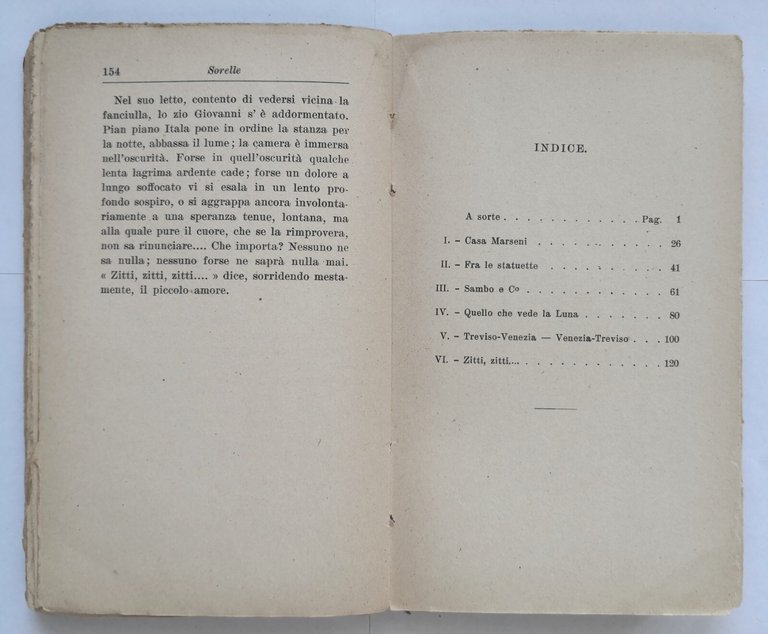 154 Sorelle
Nel suo letto, contento di vedersi vicina la
fanciulla, lo zio Giovanni s' è addormentato.
Pian piano Itala pone in ordine la stanza per
la notte, abbassa il lume; la camera è immersa
nell'oscurità. Forse in quell'oscurità qualche
lenta lagrima ardente cade; forse un dolore a
lungo soffocato vi si esala in un lento pro-
fondo sospiro, o si aggrappa ancora involont-
tariamente a una speranza tenue, lontana, ma
alla quale pure il cuore, che se la rimprovera,
non sa rinunciare.... Che importa? Nessuno ne
sa nulla; nessuno forse ne saprà nulla mai.
« Zitti, zitti, zitti.... » dice, sorridendo mesta-
mente, il piccolo amore.
INDICE.
A sorte . . . . . . . . . . . . Pag. 1
I. - Casa Marseni . . . . . . . . . . . 26
II. - Fra le statuette . . . . . . . . . 41
III. - Sambo e Cº . . . . . . . . . . . . 61
IV. - Quello che vede la Luna . . . . . . . 80
V. - Treviso-Venezia — Venezia-Treviso . . . 100
VI. - Zitti, zitti.... . . . . . . . . . . . . 120